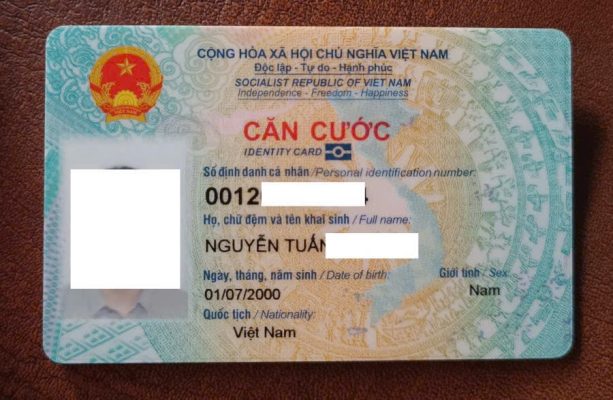 CỘNG HÒA XÃ HỘI CHỦ NGHĨA VIỆT NAM
Độc lập - Tự do - Hạnh phúc
SOCIALIST REPUBLIC OF VIET NAM
Independence - Freedom - Happiness
CĂN CƯỚC
IDENTITY CARD
Số định danh cá nhân / Personal identification number:
0012 4
Họ, chữ đệm và tên khai sinh / Full name:
NGUYỄN TUẤN
Ngày, tháng, năm sinh / Date of birth:
Giới tính / Sex
01/07/2000
Nam
Quốc tịch / Nationality:
Việt Nam